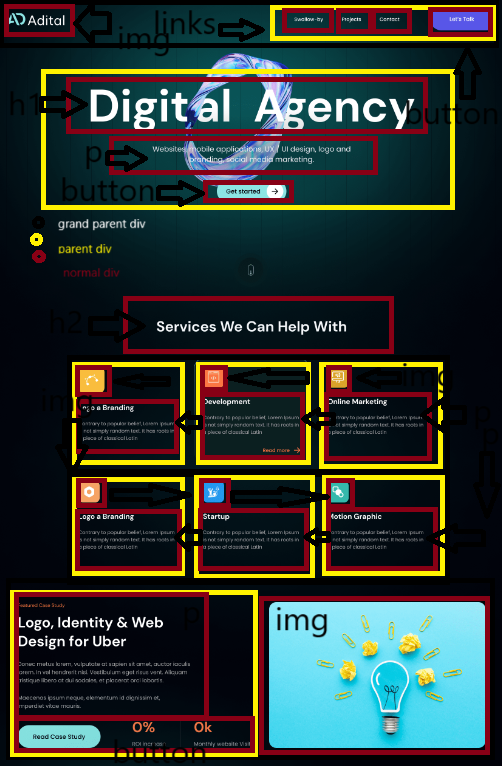 Adital
links
Swallow-by
Projects
Contact
Let's Talk
img
h1
Digital Agency
button
Websites, mobile applications, UX / UI design, logo and
branding, social media marketing.
p
button
Get started
grand parent div
parent div
normal div
h2
Services We Can Help With
img
Logo a Branding
Contrary to popular belief, Lorem Ipsum
is not simply random text. It has roots in
a piece of classical Latin
Development
Contrary to popular belief, Lorem Ipsum
is not simply random text. It has roots in
a piece of classical Latin
Read more
img
Online Marketing
Contrary to popular belief, Lorem Ipsum
is not simply random text. It has roots in
a piece of classical Latin
Logo a Branding
Contrary to popular belief, Lorem Ipsum
is not simply random text. It has roots in
a piece of classical Latin
Startup
Contrary to popular belief, Lorem Ipsum
is not simply random text. It has roots in
a piece of classical Latin
Motion Graphic
Contrary to popular belief, Lorem Ipsum
is not simply random text. It has roots in
a piece of classical Latin
Featured Case Study
p
Logo, Identity & Web
Design for Uber
Donec metus lorem, vulputate at sapien sit amet, auctor iaculis
lorem. In vel hendrerit nisl. Vestibulum eget risus velit. Aliquam
tristique libero at dui sodales, et placerat orci lobortis.
Maecenas ipsum neque, elementum id dignissim et,
imperdiet vitae mauris.
Read Case Study
0%
ROI
0k
Monthly website
button
img